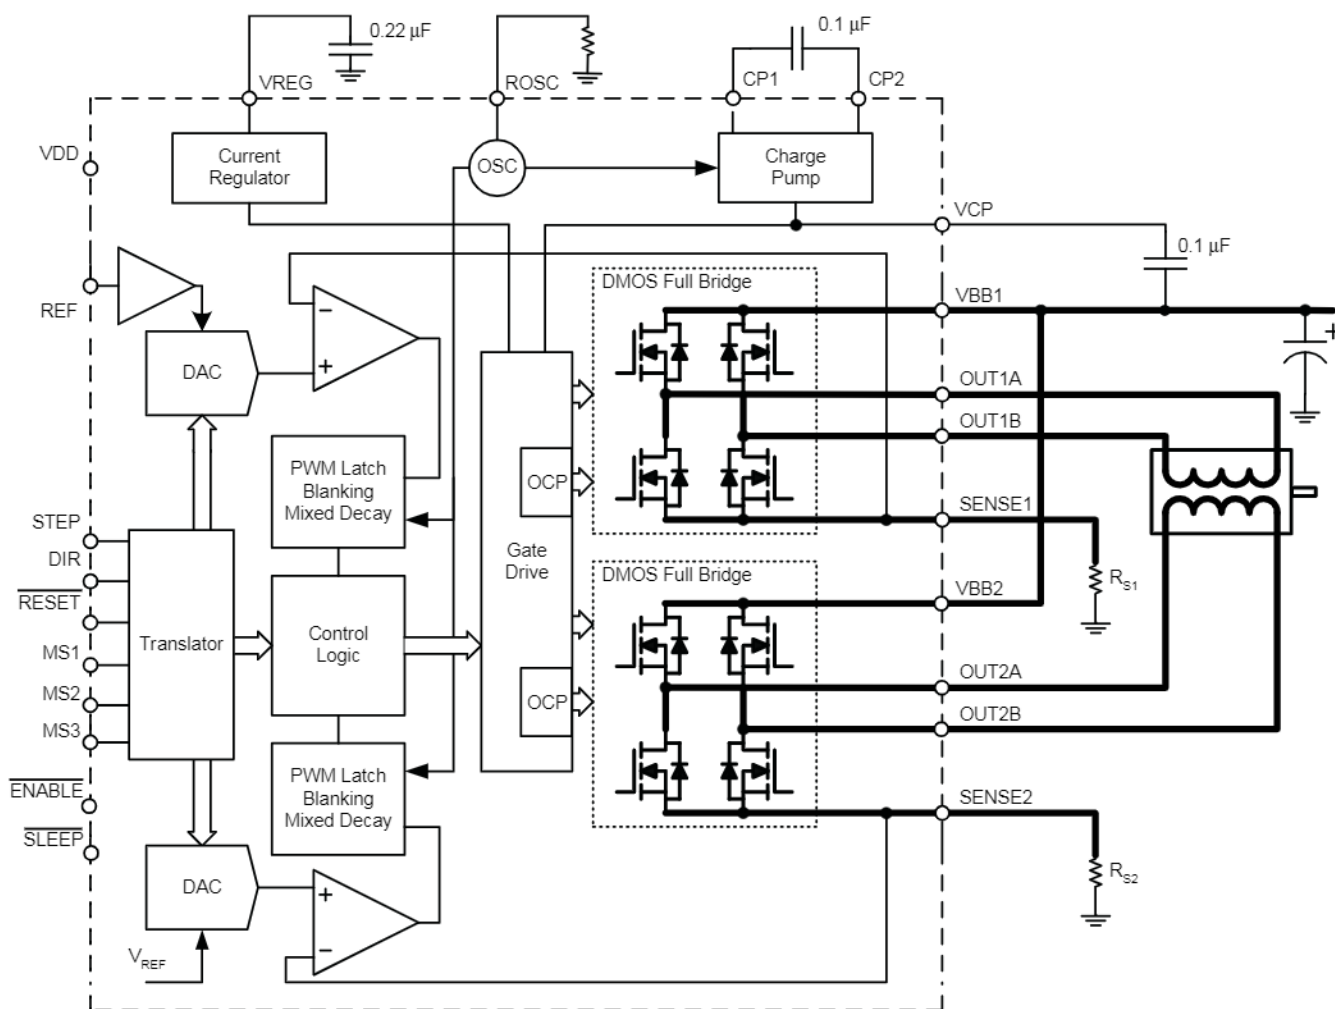 0.22 µF
0.1 µF
VREG
ROSC
CP1
CP2
VDD
Current
Regulator
OSC
Charge
Pump
VCP
0.1 µF
REF
DMOS Full Bridge
VBB1
−
+
+
DAC
OUT1A
OUT1B
PWM Latch
Blanking
Mixed Decay
OCP
SENSE1
STEP
DIR
RESET
Gate
Drive
DMOS Full Bridge
VBB2
RS1
Translator
Control
Logic
MS1
MS2
MS3
OUT2A
OCP
OUT2B
PWM Latch
Blanking
Mixed Decay
ENABLE
SLEEP
SENSE2
RS2
DAC
+
−
VREF